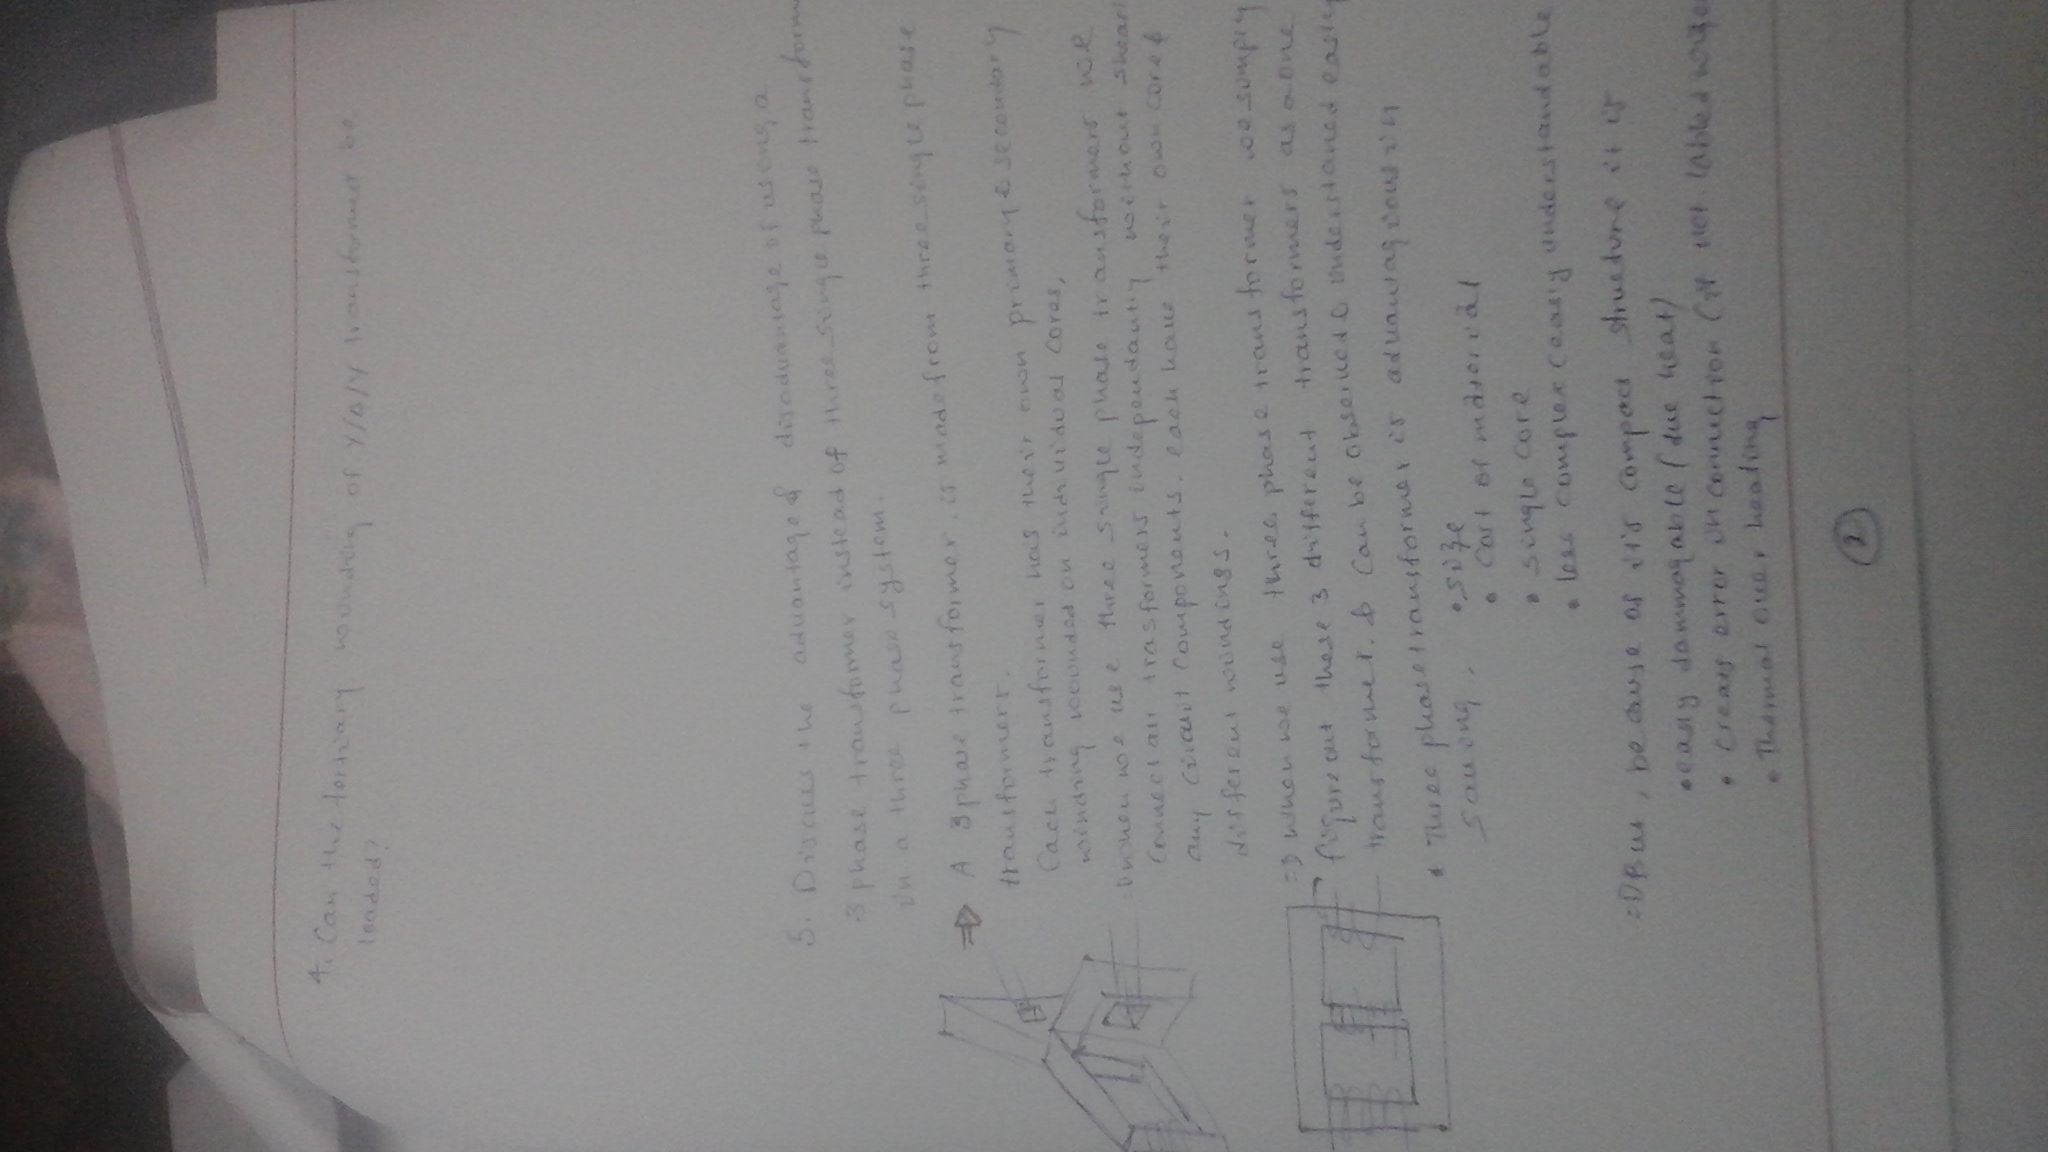 4. Can the tertiary winding of Y/Δ/Y transformer be
loaded?
5. Discuss the advantage & disadvantage of using a
3 phase transformer instead of three single phase transform
in a three phase system.
⇒ A 3phase transformer is made from three single phase
transformers.
Each transformer has their own primary & secondary
winding wounded on individual cores,
⇒ when we use three single phase transformers we
connect all trasformers independantly without shear
any circuit components. each have their own core &
different windings.
⇒ when we use three phase transformer we simply
figure out these 3 different transformers as a one
transformer. & can be observed & understaned easily
* Three phase transformer is advantagious in
saving, • size
• cost of material
• single core
• less complex (easly understandable
⇒ But, because of it's compact structure it is
• easly dammagable (due heat)
• creats error in connection (if not labled
• Thermal over heating
2